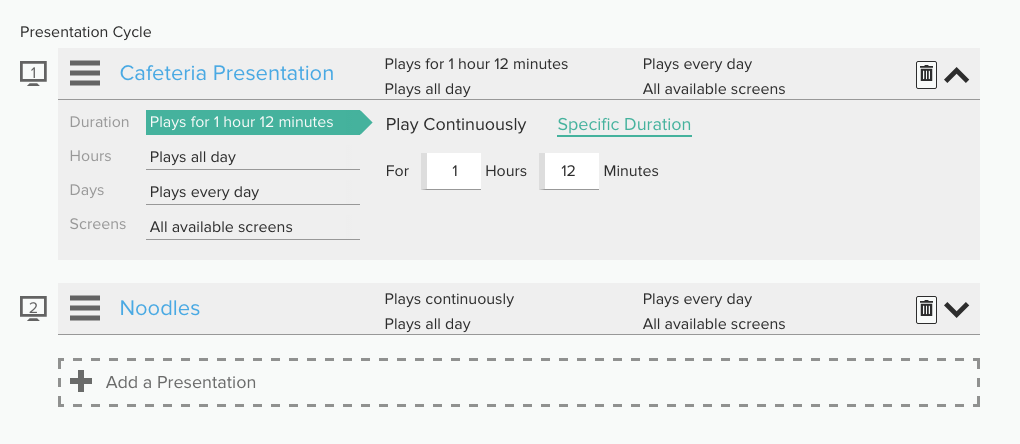 Presentation Cycle
1 Cafeteria Presentation Plays for 1 hour 12 minutes Plays every day
Plays all day All available screens
Duration Plays for 1 hour 12 minutes Play Continuously Specific Duration
Hours Plays all day For 1 Hours 12 Minutes
Days Plays every day
Screens All available screens
2 Noodles Plays continuously Plays every day
Plays all day All available screens
Add a Presentation